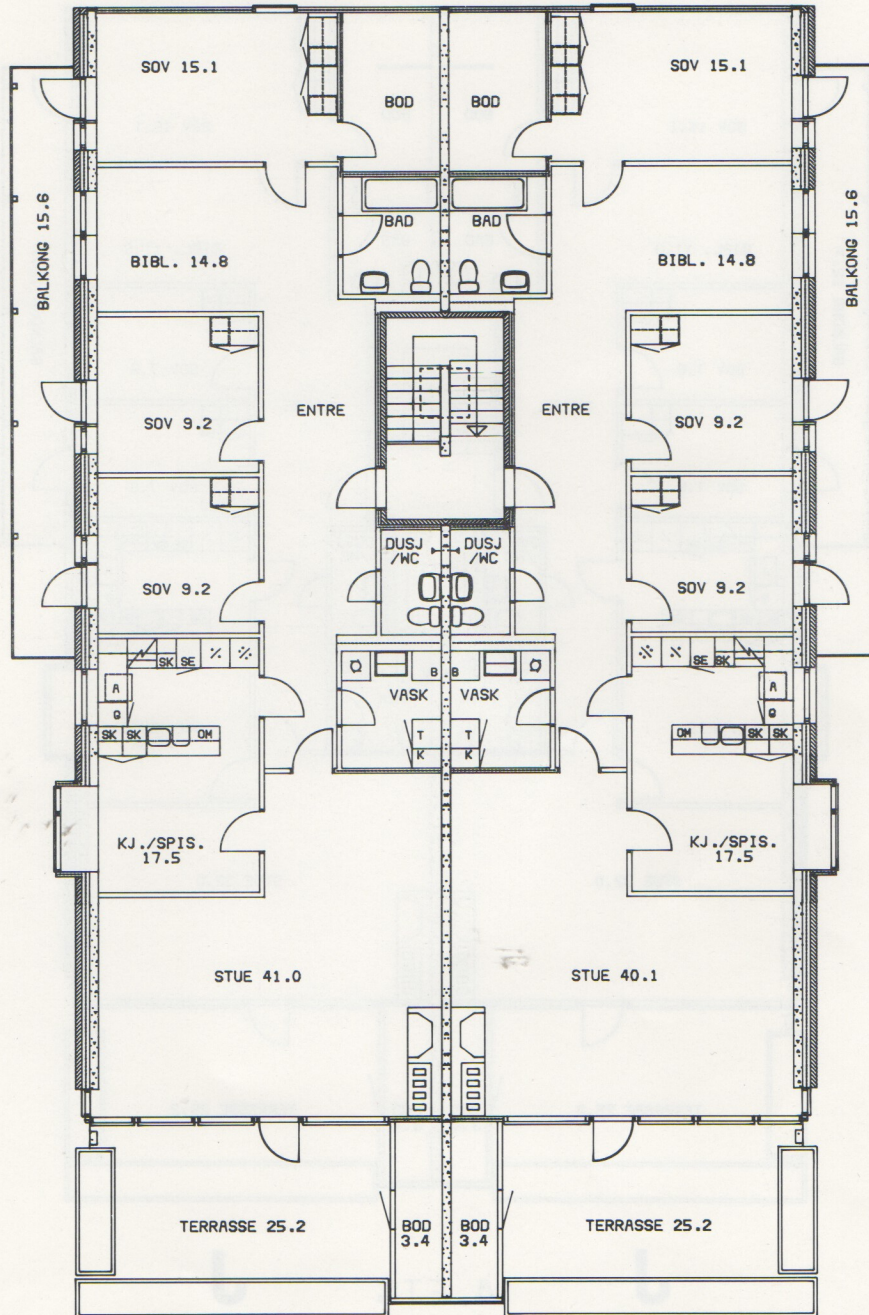 SOV 15.1
BOD
BOD
SOV 15.1
BALKONG 15.6
BIBL. 14.8
BAD
BAD
BIBL. 14.8
BALKONG 15.6
SOV 9.2
ENTRE
ENTRE
SOV 9.2
SOV 9.2
DUSJ
/WC
DUSJ
/WC
SOV 9.2
SK
SE
B
B
SE
SK
A
VASK
VASK
A
SK
SK
OM
T
K
T
K
OM
SK
SK
KJ./SPIS.
17.5
KJ./SPIS.
17.5
STUE 41.0
STUE 40.1
TERRASSE 25.2
BOD
3.4
BOD
3.4
TERRASSE 25.2